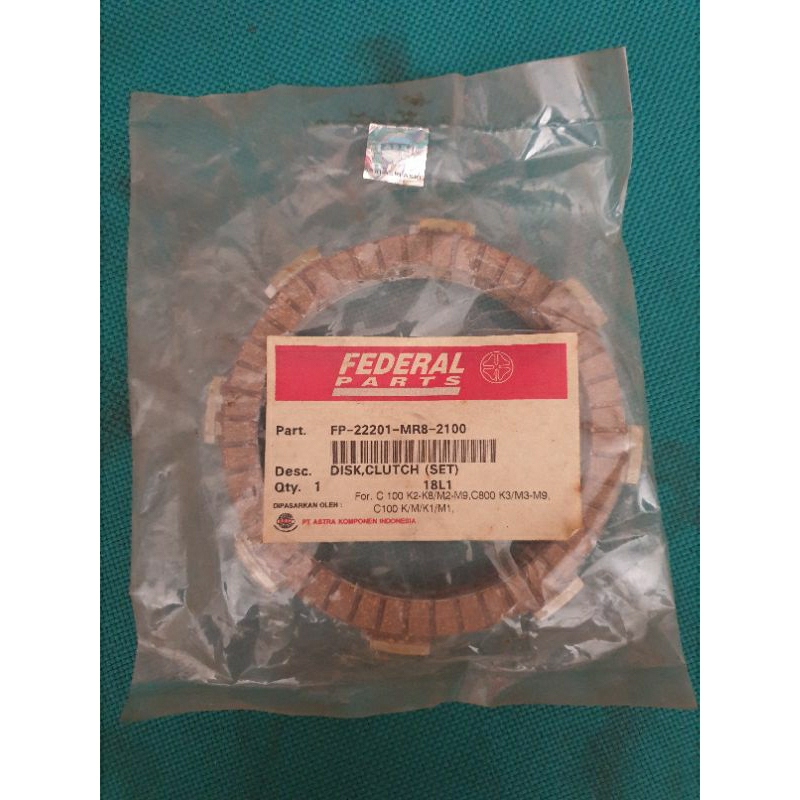 FEDERAL
PARTS
Part. FP-22201-MR8-2100
Desc. DISK,CLUTCH (SET)
Qty. 1 18L1
For. C 100 K2-K8/M2-M9,C800 K3/M3-M9,
DIPASARKAN OLEH :
C100 K/M/K1/M1,
PT. ASTRA KOMPONEN INDONESIA